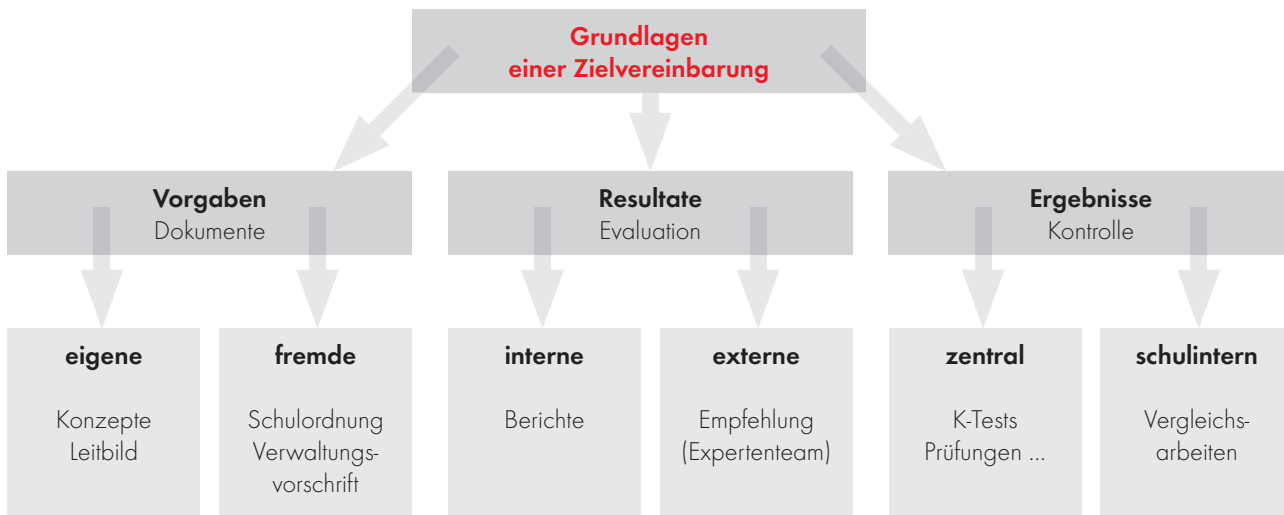 Grundlagen
einer Zielvereinbarung
Vorgaben
Dokumente
Resultate
Evaluation
Ergebnisse
Kontrolle
eigene
Konzepte
Leitbild
fremde
Schulordnung
Verwaltungs-
vorschrift
interne
Berichte
externe
Empfehlung
(Expertenteam)
zentral
K-Tests
Prüfungen ...
schulintern
Vergleichs-
arbeiten